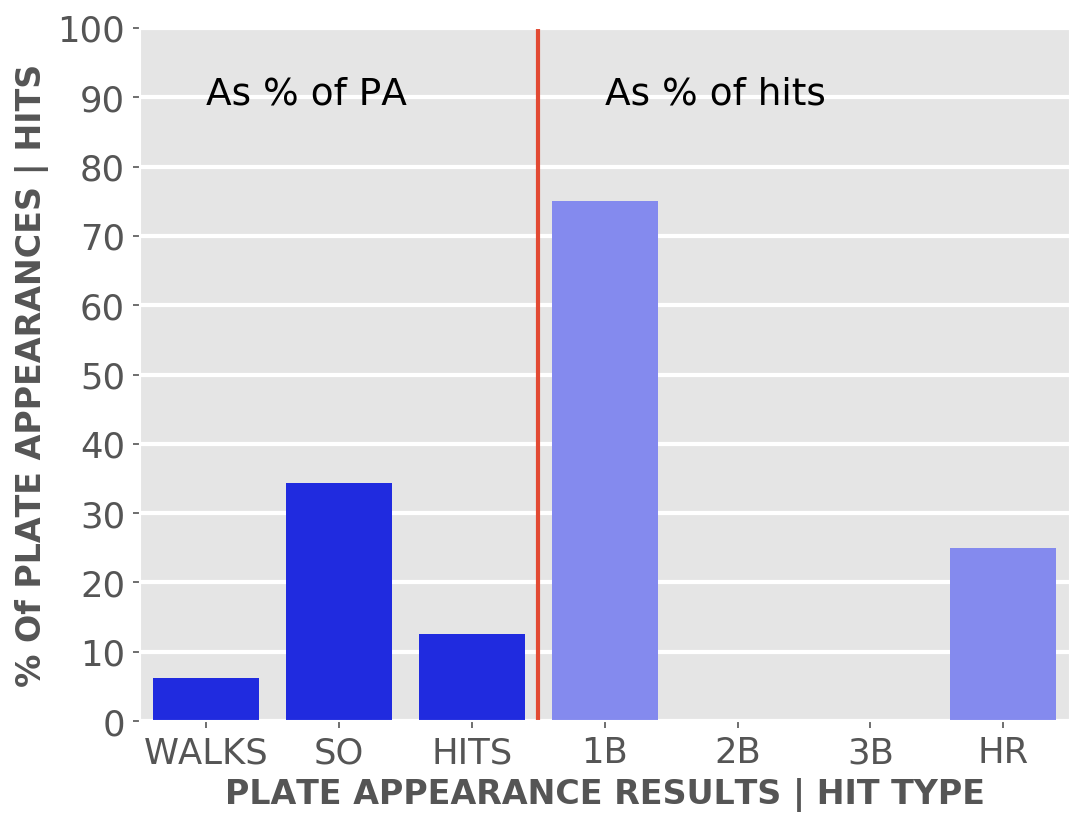 % Of PLATE APPEARANCES | HITS
100
90
80
70
60
50
40
30
20
10
0
As % of PA
As % of hits
WALKS SO HITS 1B 2B 3B HR
PLATE APPEARANCE RESULTS | HIT TYPE